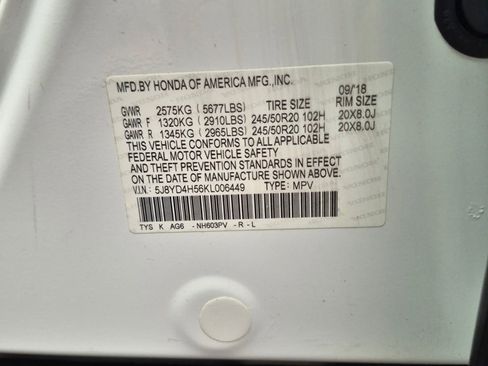 MFD.BY HONDA OF AMERICA MFG.,INC. 09/'18
GVWR 2575KG (5677LBS) TIRE SIZE RIM SIZE
GAWR F 1320KG (2910LBS) 245/50R20 102H 20X8.0J
GAWR R 1345KG (2965LBS) 245/50R20 102H 20X8.0J
THIS VEHICLE CONFORMS TO ALL APPLICABLE
FEDERAL MOTOR VEHICLE SAFETY
AND THEFT PREVENTION STANDARDS IN EFFECT
ON THE DATE OF MANUFACTURE SHOWN ABOVE.
V.I.N.: 5J8YD4H56KL006449 TYPE: MPV
TYS K AG6 -NH603PV -R-L